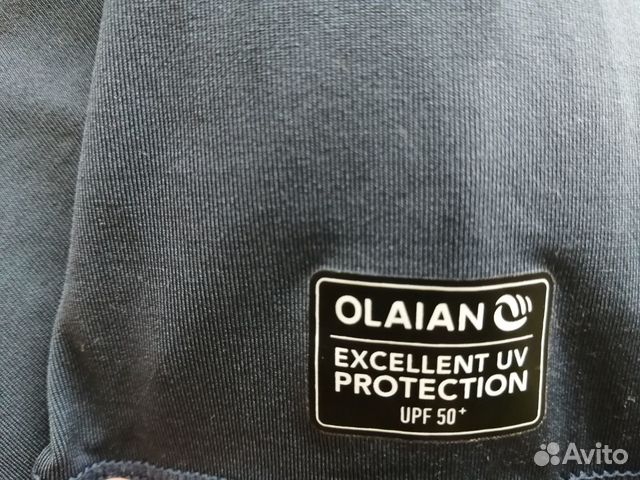 OLAIAN
EXCELLENT UV
PROTECTION
UPF 50+
Avito